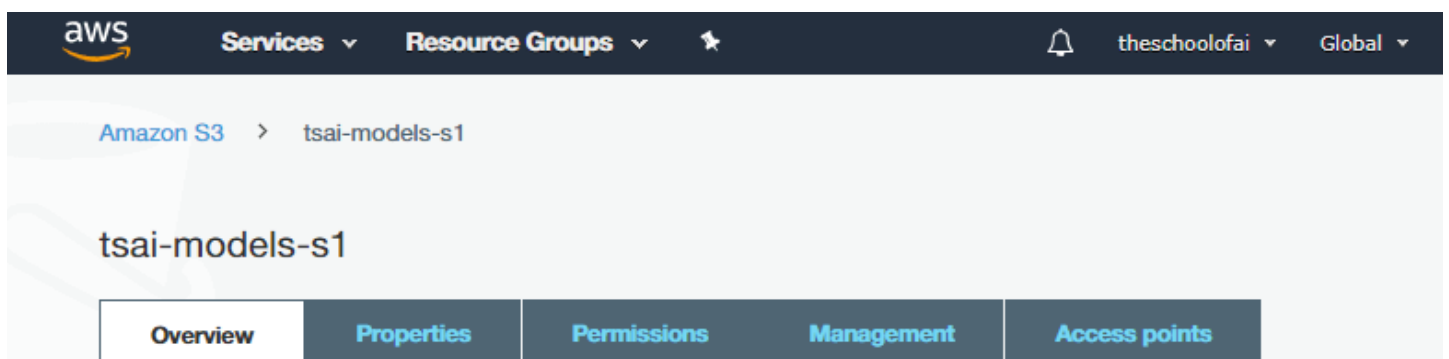 aws Services Resource Groups theschoolofai Global
Amazon S3 > tsai-models-s1
tsai-models-s1
Overview Properties Permissions Management Access points